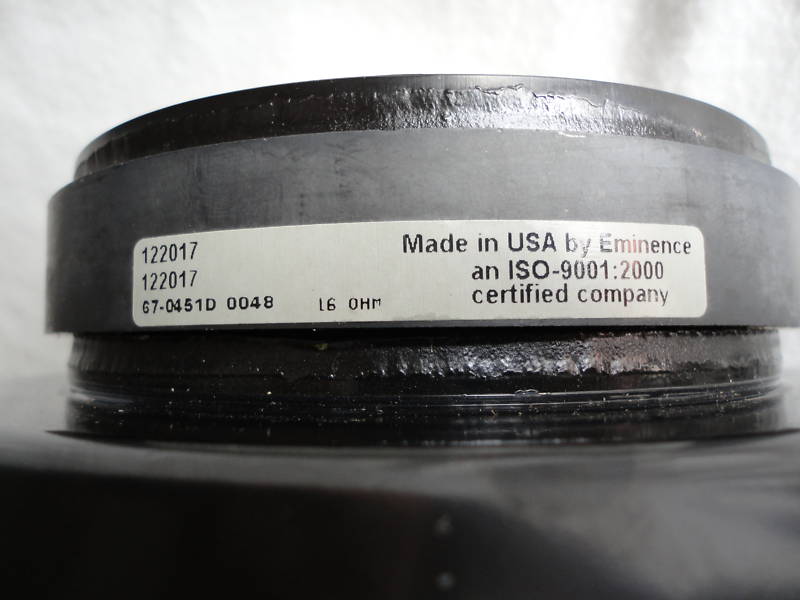 122017
122017
67-0451D 0048 16 OHM
Made in USA by Eminence
an ISO-9001:2000
certified company